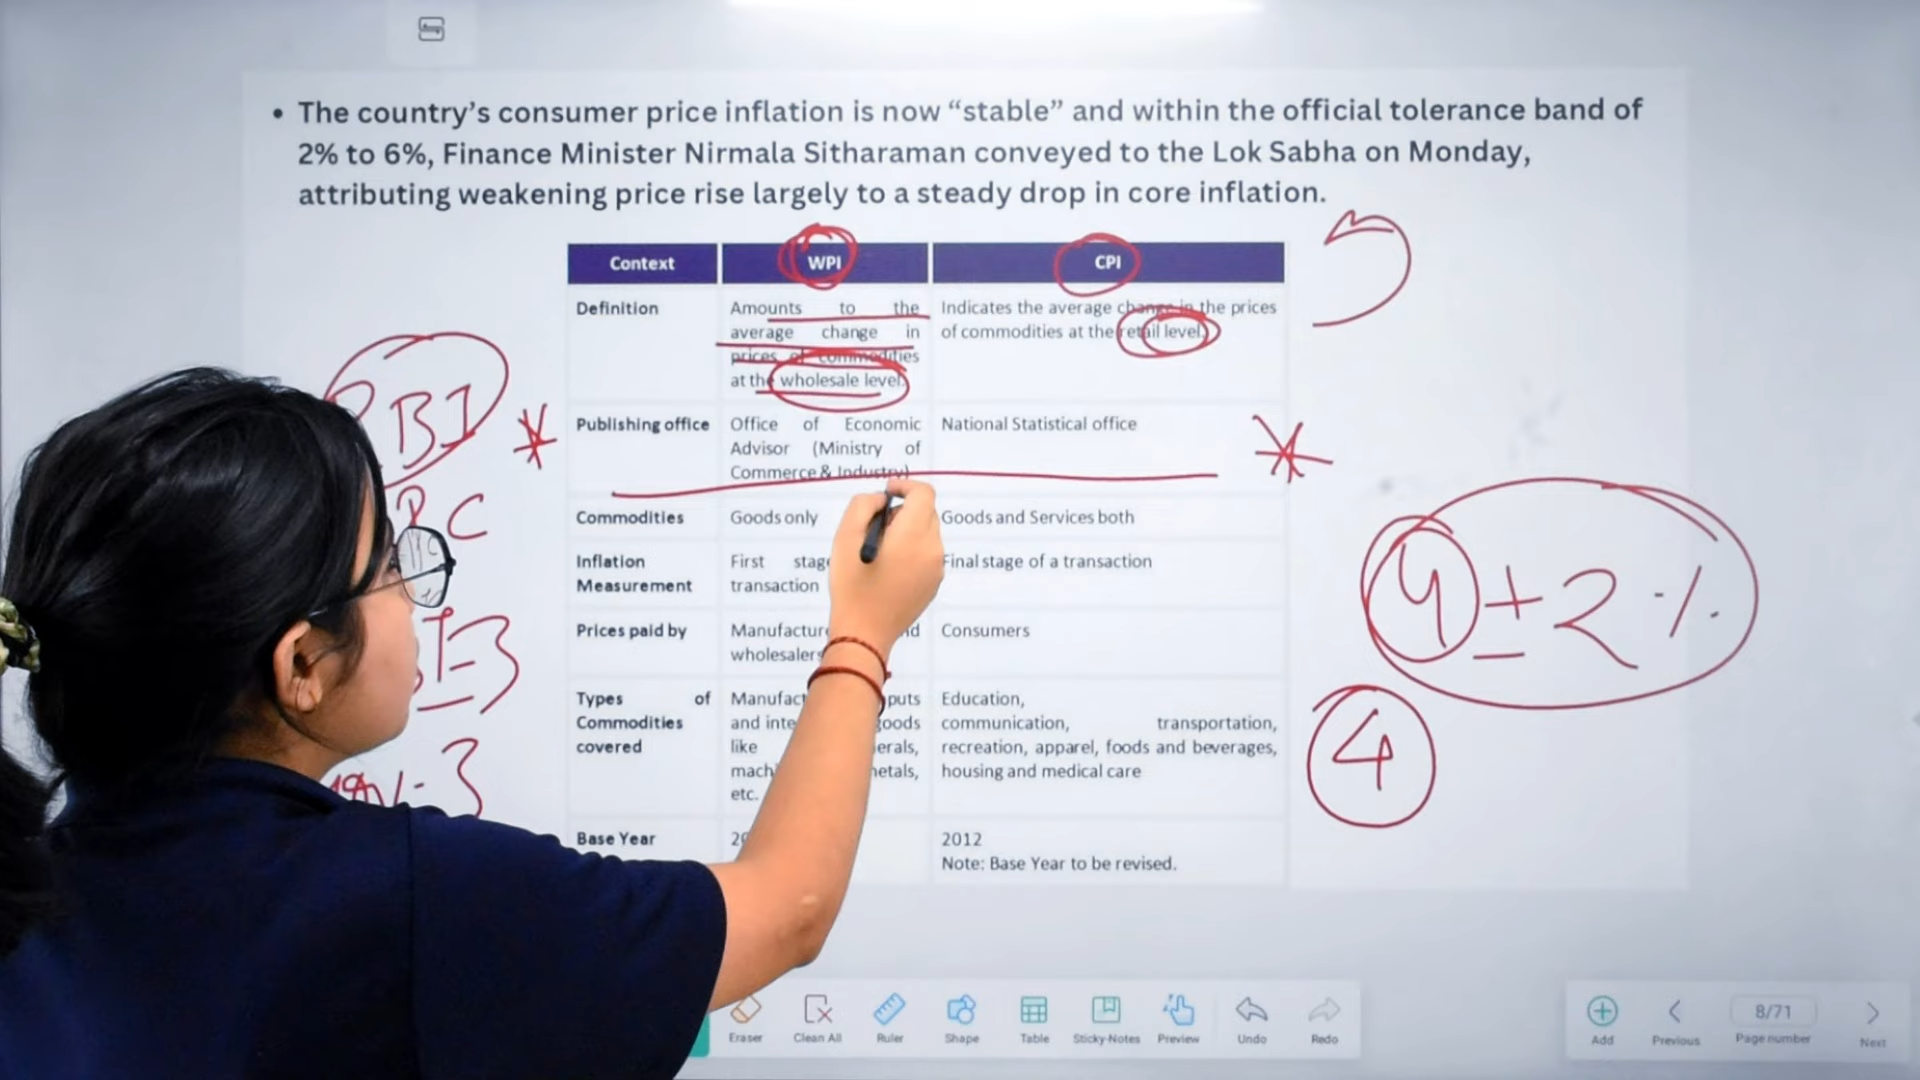 • The country's consumer price inflation is now “stable” and within the official tolerance band of
2% to 6%, Finance Minister Nirmala Sitharaman conveyed to the Lok Sabha on Monday,
attributing weakening price rise largely to a steady drop in core inflation.
Context WPI CPI
Definition
Amounts to the
average change in
prices of commodities
at the wholesale level.
Indicates the average change in the prices
of commodities at the retail level.
Publishing office
Office of Economic
Advisor (Ministry of
Commerce & Industry)
National Statistical office
Commodities
Goods only
Goods and Services both
Inflation
Measurement
First
transaction
Final stage of a transaction
Prices paid by
wholesalers
Consumers
Types of
Commodities
covered
and
like
etc.
Education,
communication, transportation,
recreation, apparel, foods and beverages,
housing and medical care
Base Year
2012
Note: Base Year to be revised.
BI
PC
-3
4 ± 2 %
4
Eraser
Clean All
Ruler
Shape
Table
Sticky-Notes
Preview
Undo
Redo
Add
Previous
8/71
Page number
Next